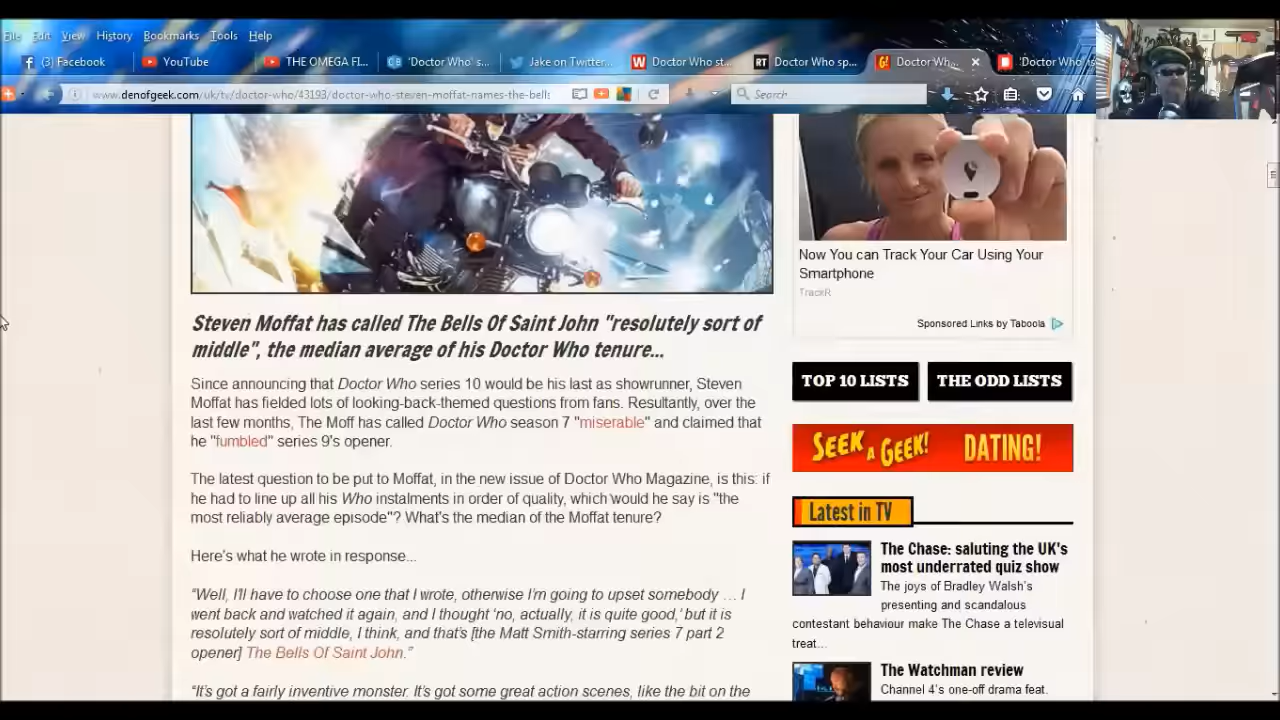 File Edit View History Bookmarks Tools Help
(3) Facebook
YouTube
THE OMEGA FI...
'Doctor Who' s...
Jake on Twitter...
Doctor Who st...
Doctor Who sp...
Doctor Wh...
'Doctor Who' is
www.denofgeek.com/uk/tv/doctor-who/43193/doctor-who-steven-moffat-names-the-bells
Search
Steven Moffat has called The Bells Of Saint John "resolutely sort of
middle", the median average of his Doctor Who tenure...
Since announcing that Doctor Who series 10 would be his last as showrunner, Steven
Moffat has fielded lots of looking-back-themed questions from fans. Resultantly, over the
last few months, The Moff has called Doctor Who season 7 "miserable" and claimed that
he "fumbled" series 9's opener.
The latest question to be put to Moffat, in the new issue of Doctor Who Magazine, is this: if
he had to line up all his Who instalments in order of quality, which would he say is "the
most reliably average episode"? What's the median of the Moffat tenure?
Here's what he wrote in response...
"Well, I'll have to choose one that I wrote, otherwise I'm going to upset somebody … I
went back and watched it again, and I thought 'no, actually, it is quite good,' but it is
resolutely sort of middle, I think, and that's [the Matt Smith-starring series 7 part 2
opener] The Bells Of Saint John."
"It's got a fairly inventive monster. It's got some great action scenes, like the bit on the
Now You can Track Your Car Using Your
Smartphone
TrackR
Sponsored Links by Taboola
TOP 10 LISTS
THE ODD LISTS
SEEK A GEEK! DATING!
Latest in TV
The Chase: saluting the UK's
most underrated quiz show
The joys of Bradley Walsh's
presenting and scandalous
contestant behaviour make The Chase a televisual
treat...
The Watchman review
Channel 4's one-off drama feat.